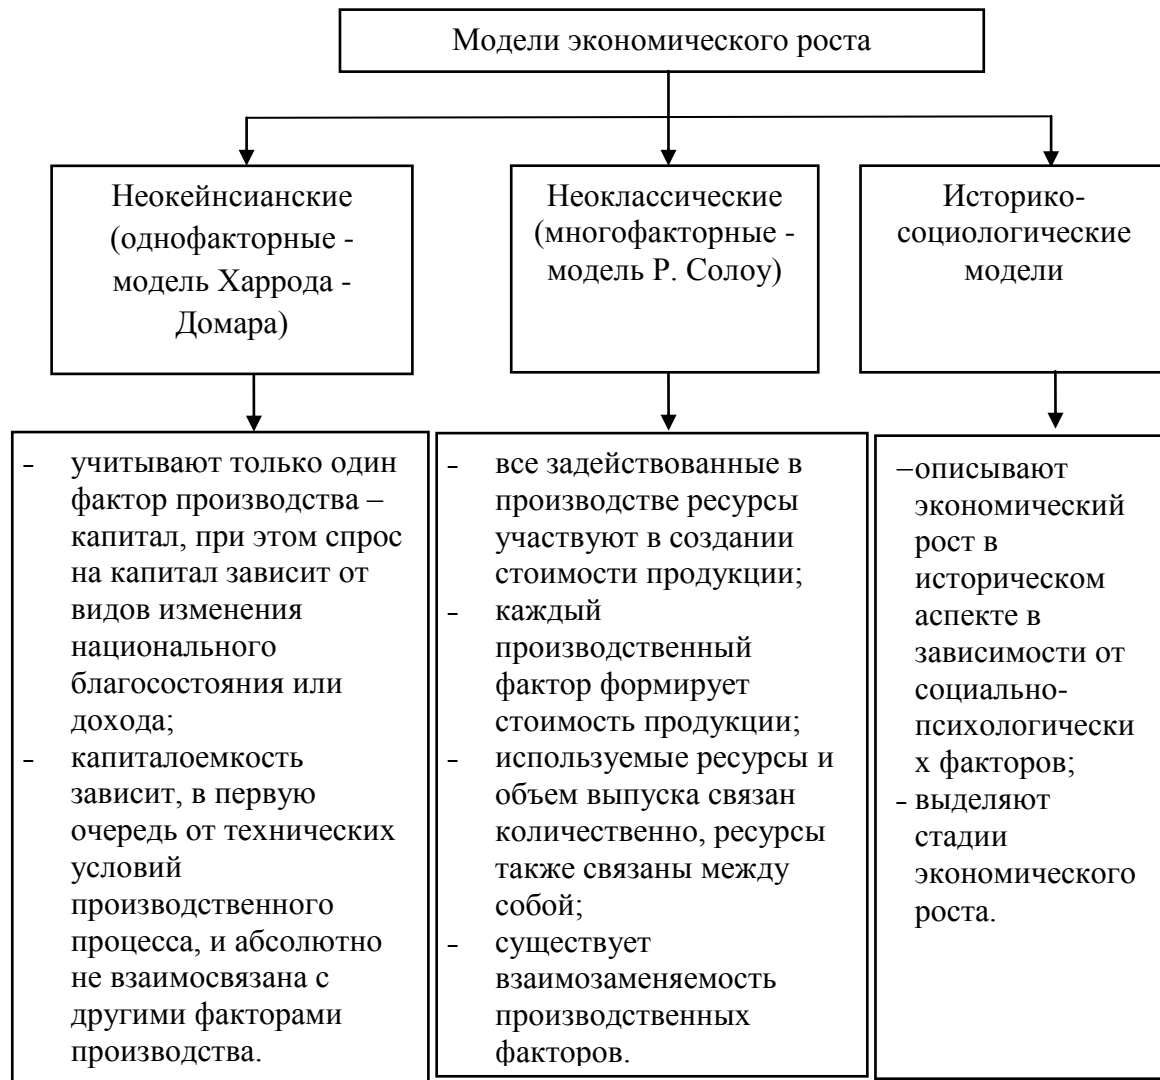 Модели экономического роста
Неокейнсианские
(однофакторные -
модель Харрода -
Домара)
Неоклассические
(многофакторные -
модель Р. Солоу)
Историко-
социологические
модели
- учитывают только один
фактор производства –
капитал, при этом спрос
на капитал зависит от
видов изменения
национального
благосостояния или
дохода;
- капиталоемкость
зависит, в первую
очередь от технических
условий
производственного
процесса, и абсолютно
не взаимосвязана с
другими факторами
производства.
- все задействованные в
производстве ресурсы
участвуют в создании
стоимости продукции;
- каждый
производственный
фактор формирует
стоимость продукции;
- используемые ресурсы и
объем выпуска связан
количественно, ресурсы
также связаны между
собой;
- существует
взаимозаменяемость
производственных
факторов.
–описывают
экономический
рост в
историческом
аспекте в
зависимости от
социально-
психологически
х факторов;
- выделяют
стадии
экономического
роста.